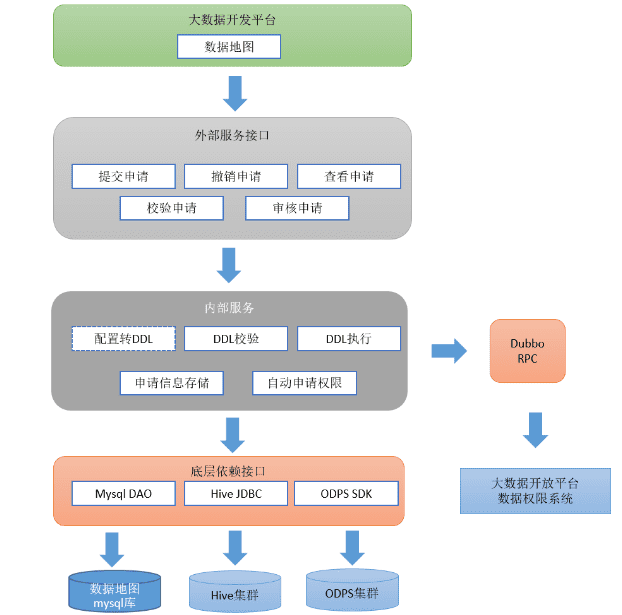 大数据开发平台
数据地图
外部服务接口
提交申请
撤销申请
查看申请
校验申请
审核申请
内部服务
配置转DDL
DDL校验
DDL执行
申请信息存储
自动申请权限
Dubbo
RPC
大数据开放平台
数据权限系统
底层依赖接口
Mysql DAO
Hive JDBC
ODPS SDK
数据地图
mysql库
Hive集群
ODPS集群